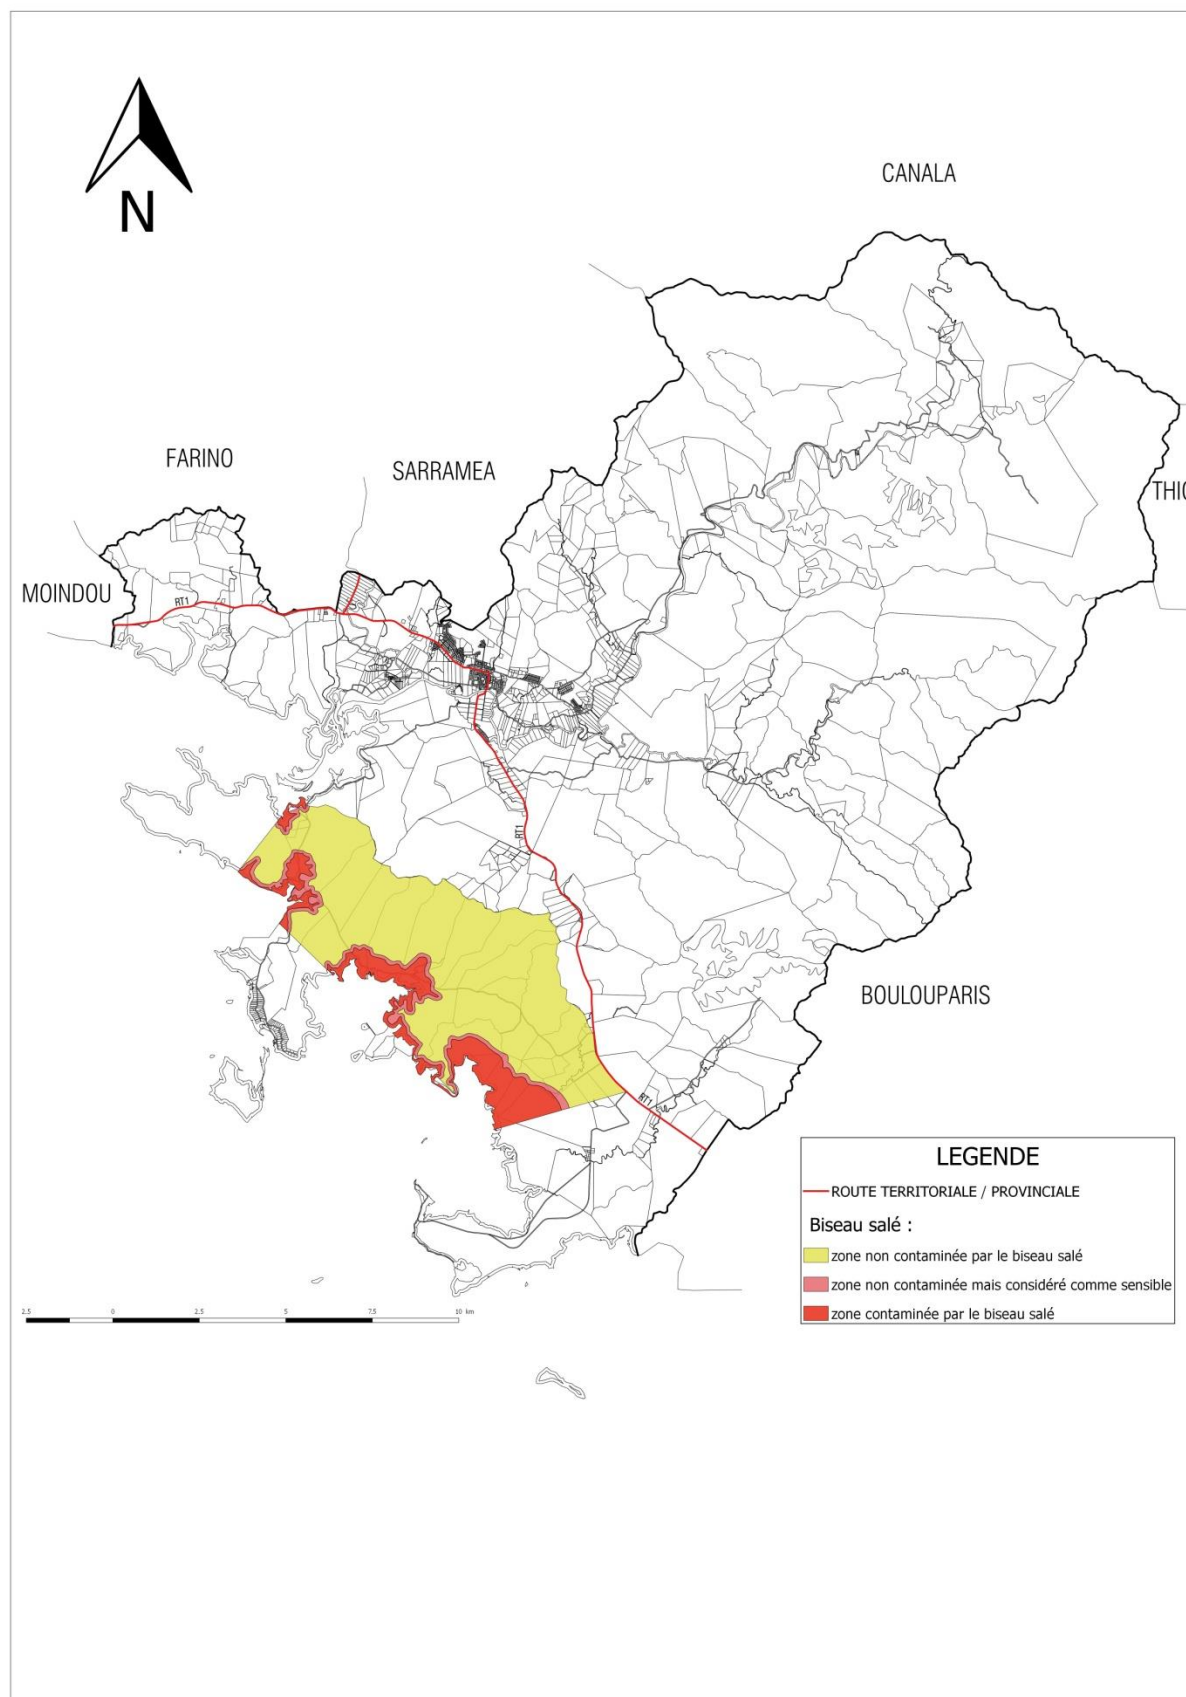 N
CANALA
FARINO
SARRAMEA
THIO
MOINDOU
RT1
RT1
BOULOUPARIS
RT1
LEGENDE
ROUTE TERRITORIALE / PROVINCIALE
Biseau salé :
zone non contaminée par le biseau salé
zone non contaminée mais considéré comme sensible
zone contaminée par le biseau salé
2.5 0 2.5 5 7.5 10 km